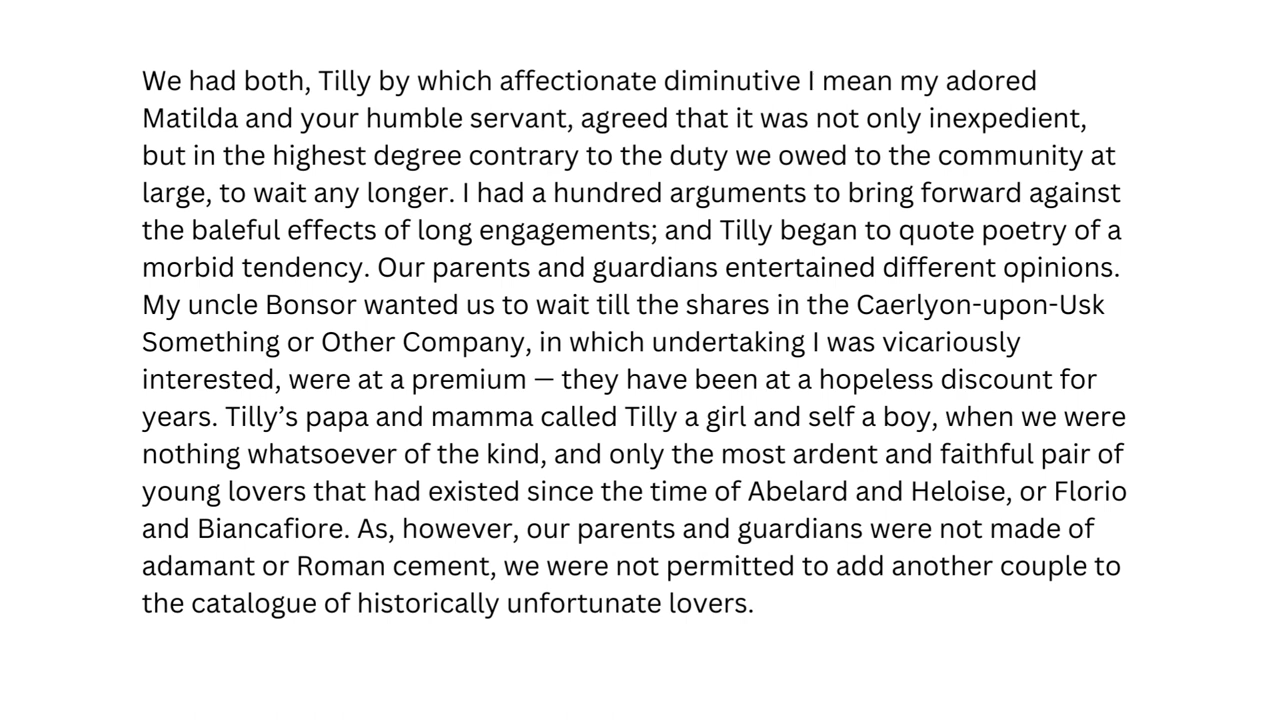 We had both, Tilly by which affectionate diminutive I mean my adored
Matilda and your humble servant, agreed that it was not only inexpedient,
but in the highest degree contrary to the duty we owed to the community at
large, to wait any longer. I had a hundred arguments to bring forward against
the baleful effects of long engagements; and Tilly began to quote poetry of a
morbid tendency. Our parents and guardians entertained different opinions.
My uncle Bonsor wanted us to wait till the shares in the Caerlyon-upon-Usk
Something or Other Company, in which undertaking I was vicariously
interested, were at a premium — they have been at a hopeless discount for
years. Tilly’s papa and mamma called Tilly a girl and self a boy, when we were
nothing whatsoever of the kind, and only the most ardent and faithful pair of
young lovers that had existed since the time of Abelard and Heloise, or Florio
and Biancafiore. As, however, our parents and guardians were not made of
adamant or Roman cement, we were not permitted to add another couple to
the catalogue of historically unfortunate lovers.